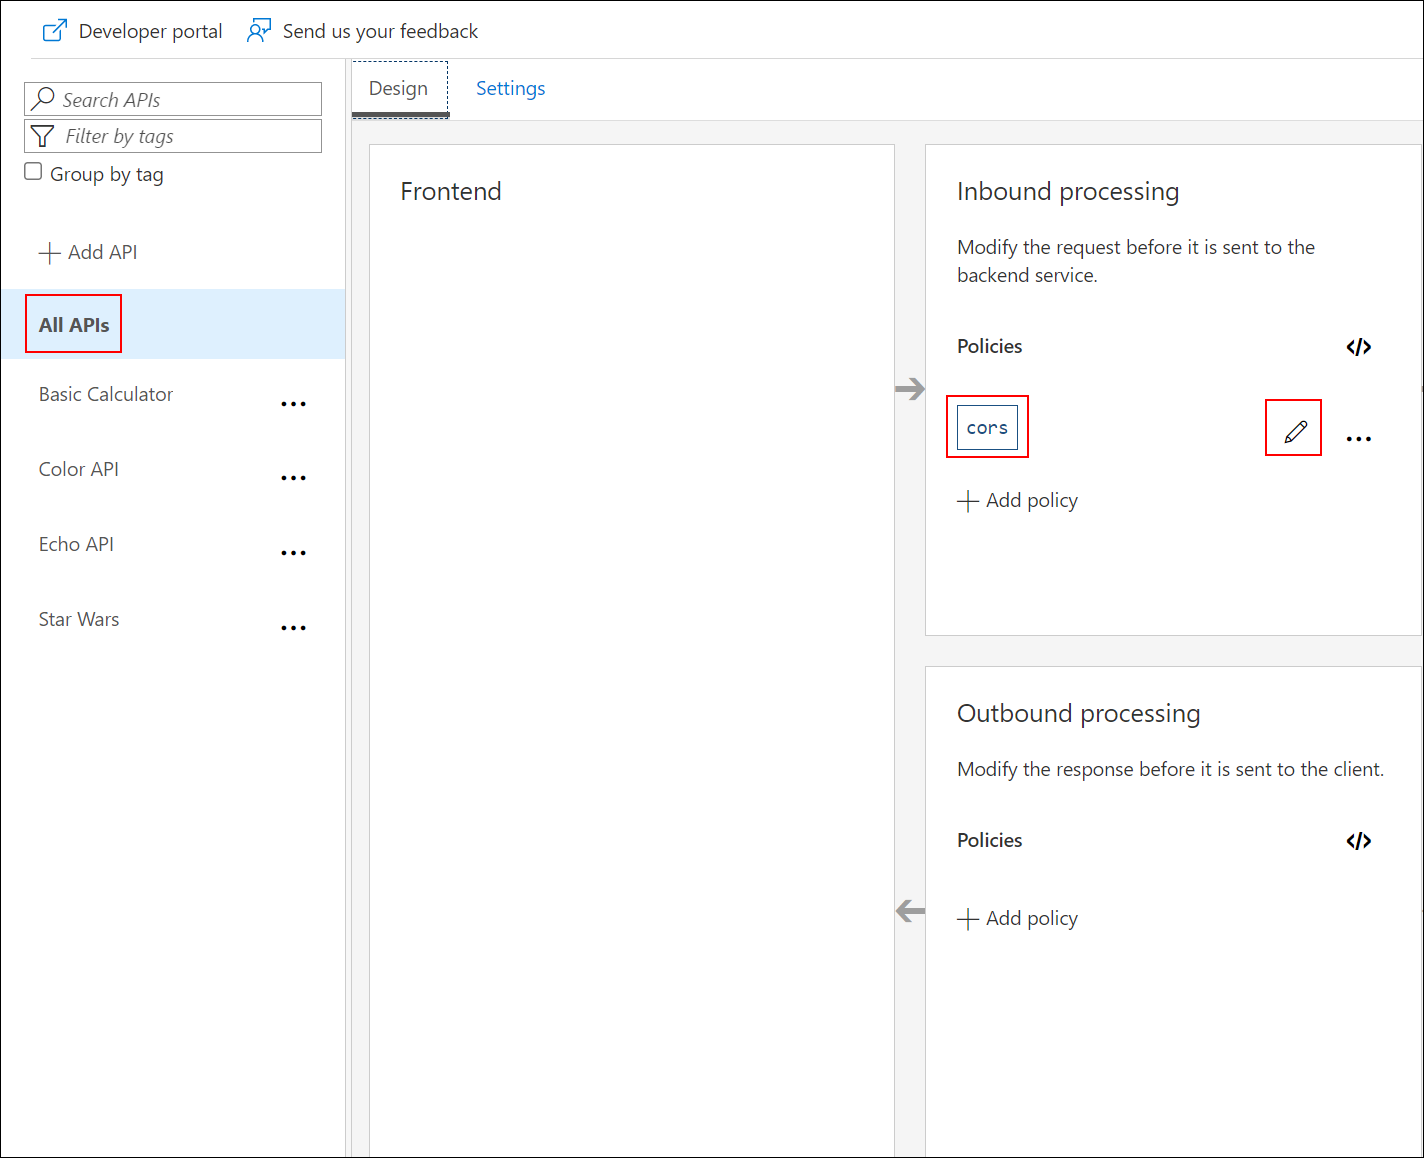 Developer portal
Send us your feedback
Search APIs
Filter by tags
Group by tag
Add API
All APIs
Basic Calculator
Color API
Echo API
Star Wars
Design
Settings
Frontend
Inbound processing
Modify the request before it is sent to the
backend service.
Policies
cors
Add policy
Outbound processing
Modify the response before it is sent to the client.
Policies
Add policy